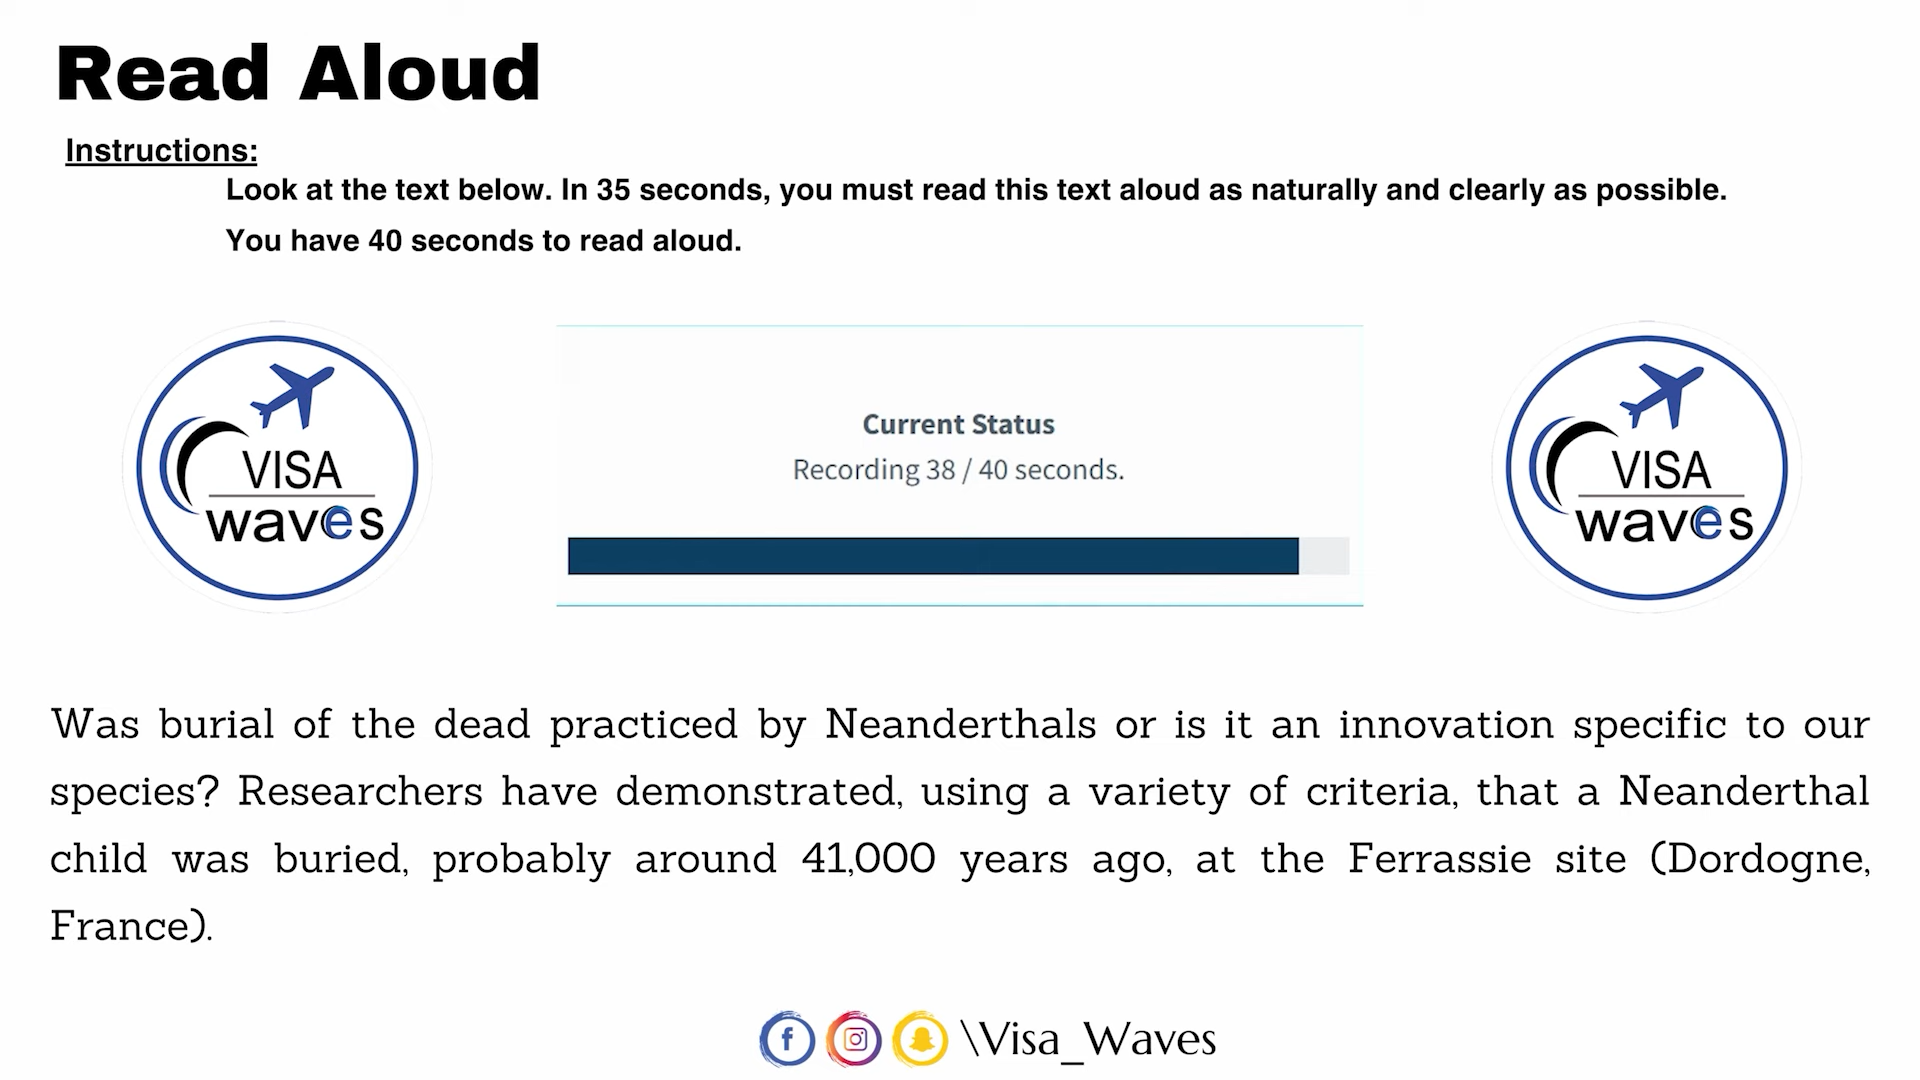 Read Aloud
Instructions:
Look at the text below. In 35 seconds, you must read this text aloud as naturally and clearly as possible.
You have 40 seconds to read aloud.
VISA
waves
Current Status
Recording 38 / 40 seconds.
VISA
waves
Was burial of the dead practiced by Neanderthals or is it an innovation specific to our
species? Researchers have demonstrated, using a variety of criteria, that a Neanderthal
child was buried, probably around 41,000 years ago, at the Ferrassie site (Dordogne,
France).
\Visa_Waves